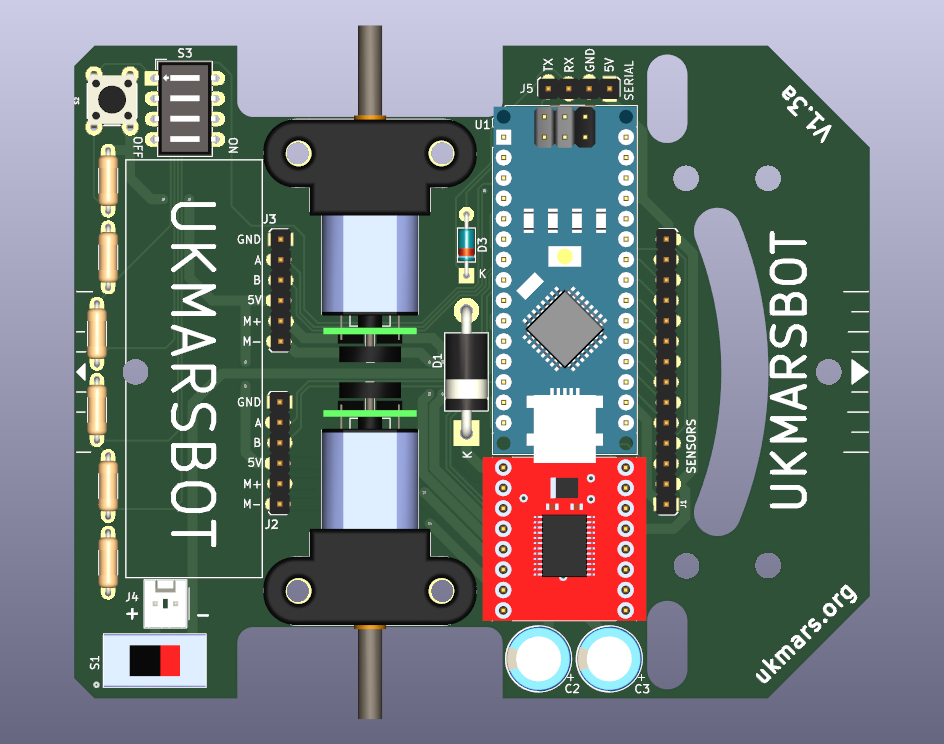 S3
S2
OFF
ON
J5
TX
RX
GND
5V
SERIAL
V1.3a
U1
J3
GND
A
B
5V
M+
M-
D3
K
UKMARSBOT
UKMARSBOT
D1
K
GND
A
B
5V
M+
M-
J2
SENSORS
J1
J4
+
-
S1
+
C2
+
C3
ukmars.org